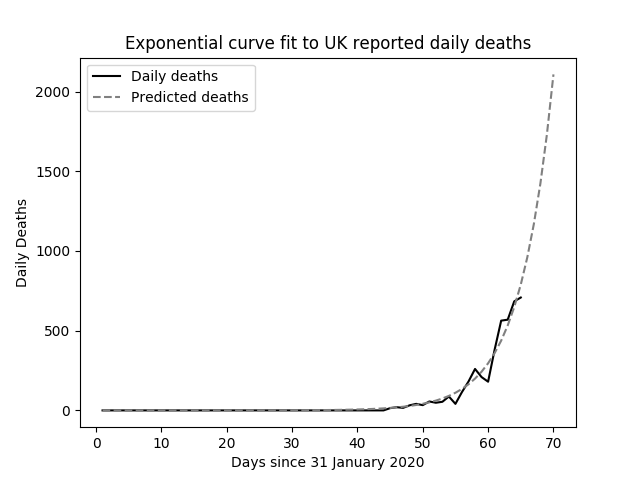 Exponential curve fit to UK reported daily deaths
Daily deaths
Predicted deaths
2000
1500
1000
500
0
Daily Deaths
0 10 20 30 40 50 60 70
Days since 31 January 2020